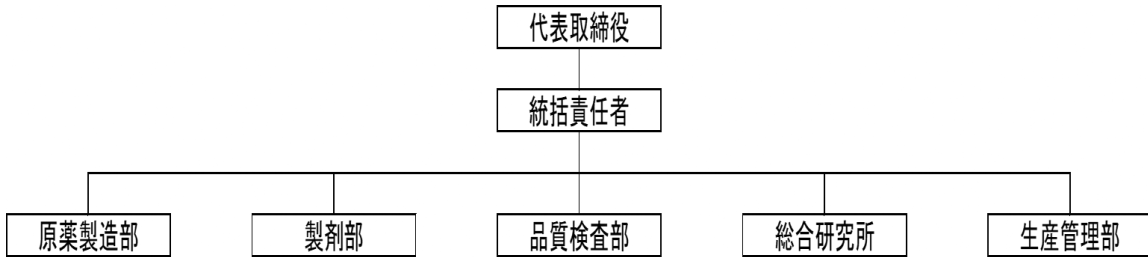 代表取締役
統括責任者
原薬製造部
製剤部
品質検査部
総合研究所
生産管理部